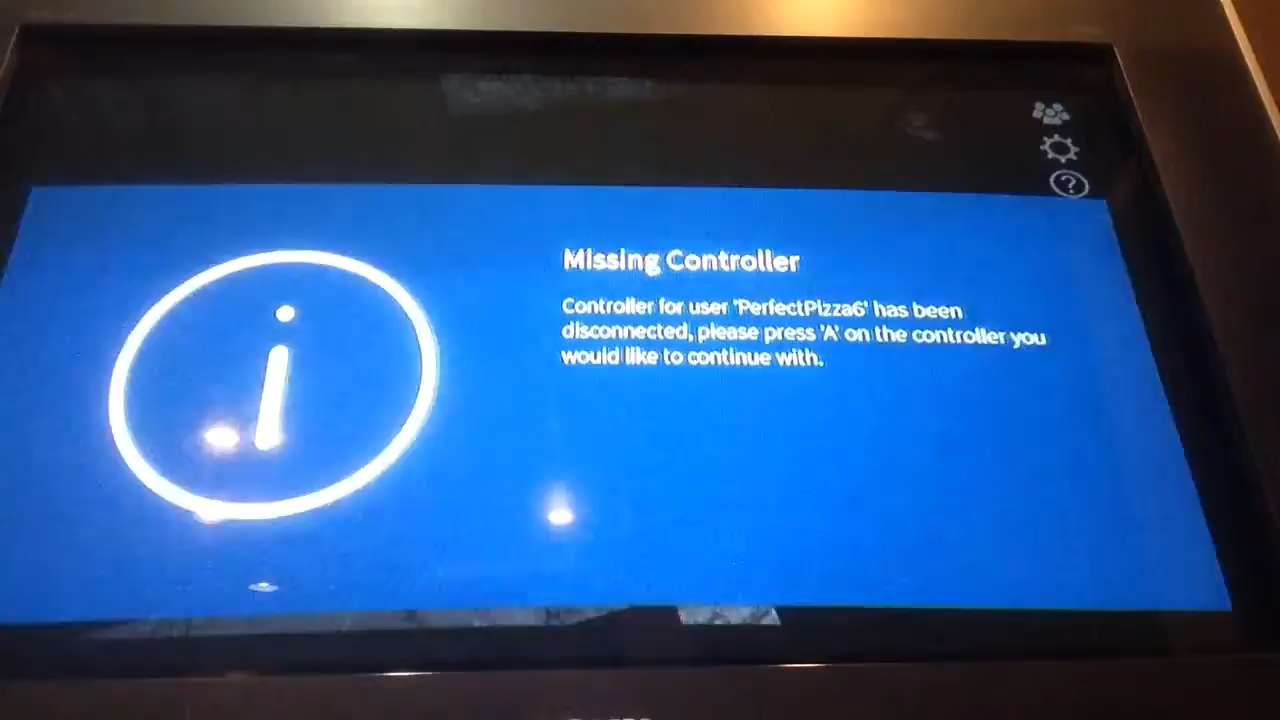 Missing Controller
Controller for user 'PerfectPizza6' has been
disconnected, please press 'A' on the controller you
would like to continue with.